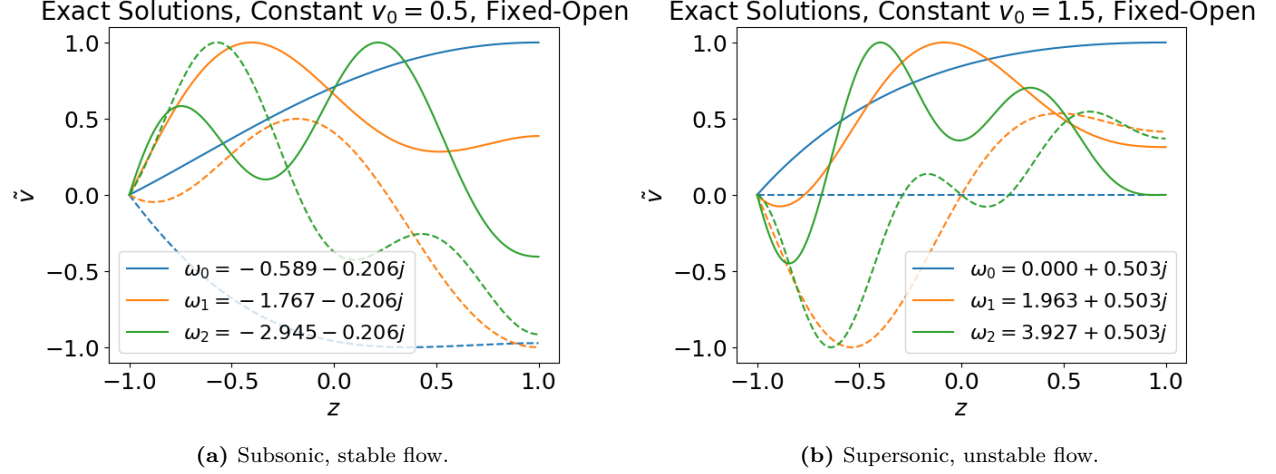 Exact Solutions, Constant v₀ = 0.5, Fixed-Open
1.0
0.5
0.0
−0.5
−1.0
ṽ
ω₀ = − 0.589 − 0.206j
ω₁ = − 1.767 − 0.206j
ω₂ = − 2.945 − 0.206j
−1.0 −0.5 0.0 0.5 1.0
z
(a) Subsonic, stable flow.
Exact Solutions, Constant v₀ = 1.5, Fixed-Open
1.0
0.5
0.0
−0.5
−1.0
ṽ
ω₀ = 0.000 + 0.503j
ω₁ = 1.963 + 0.503j
ω₂ = 3.927 + 0.503j
−1.0 −0.5 0.0 0.5 1.0
z
(b) Supersonic, unstable flow.